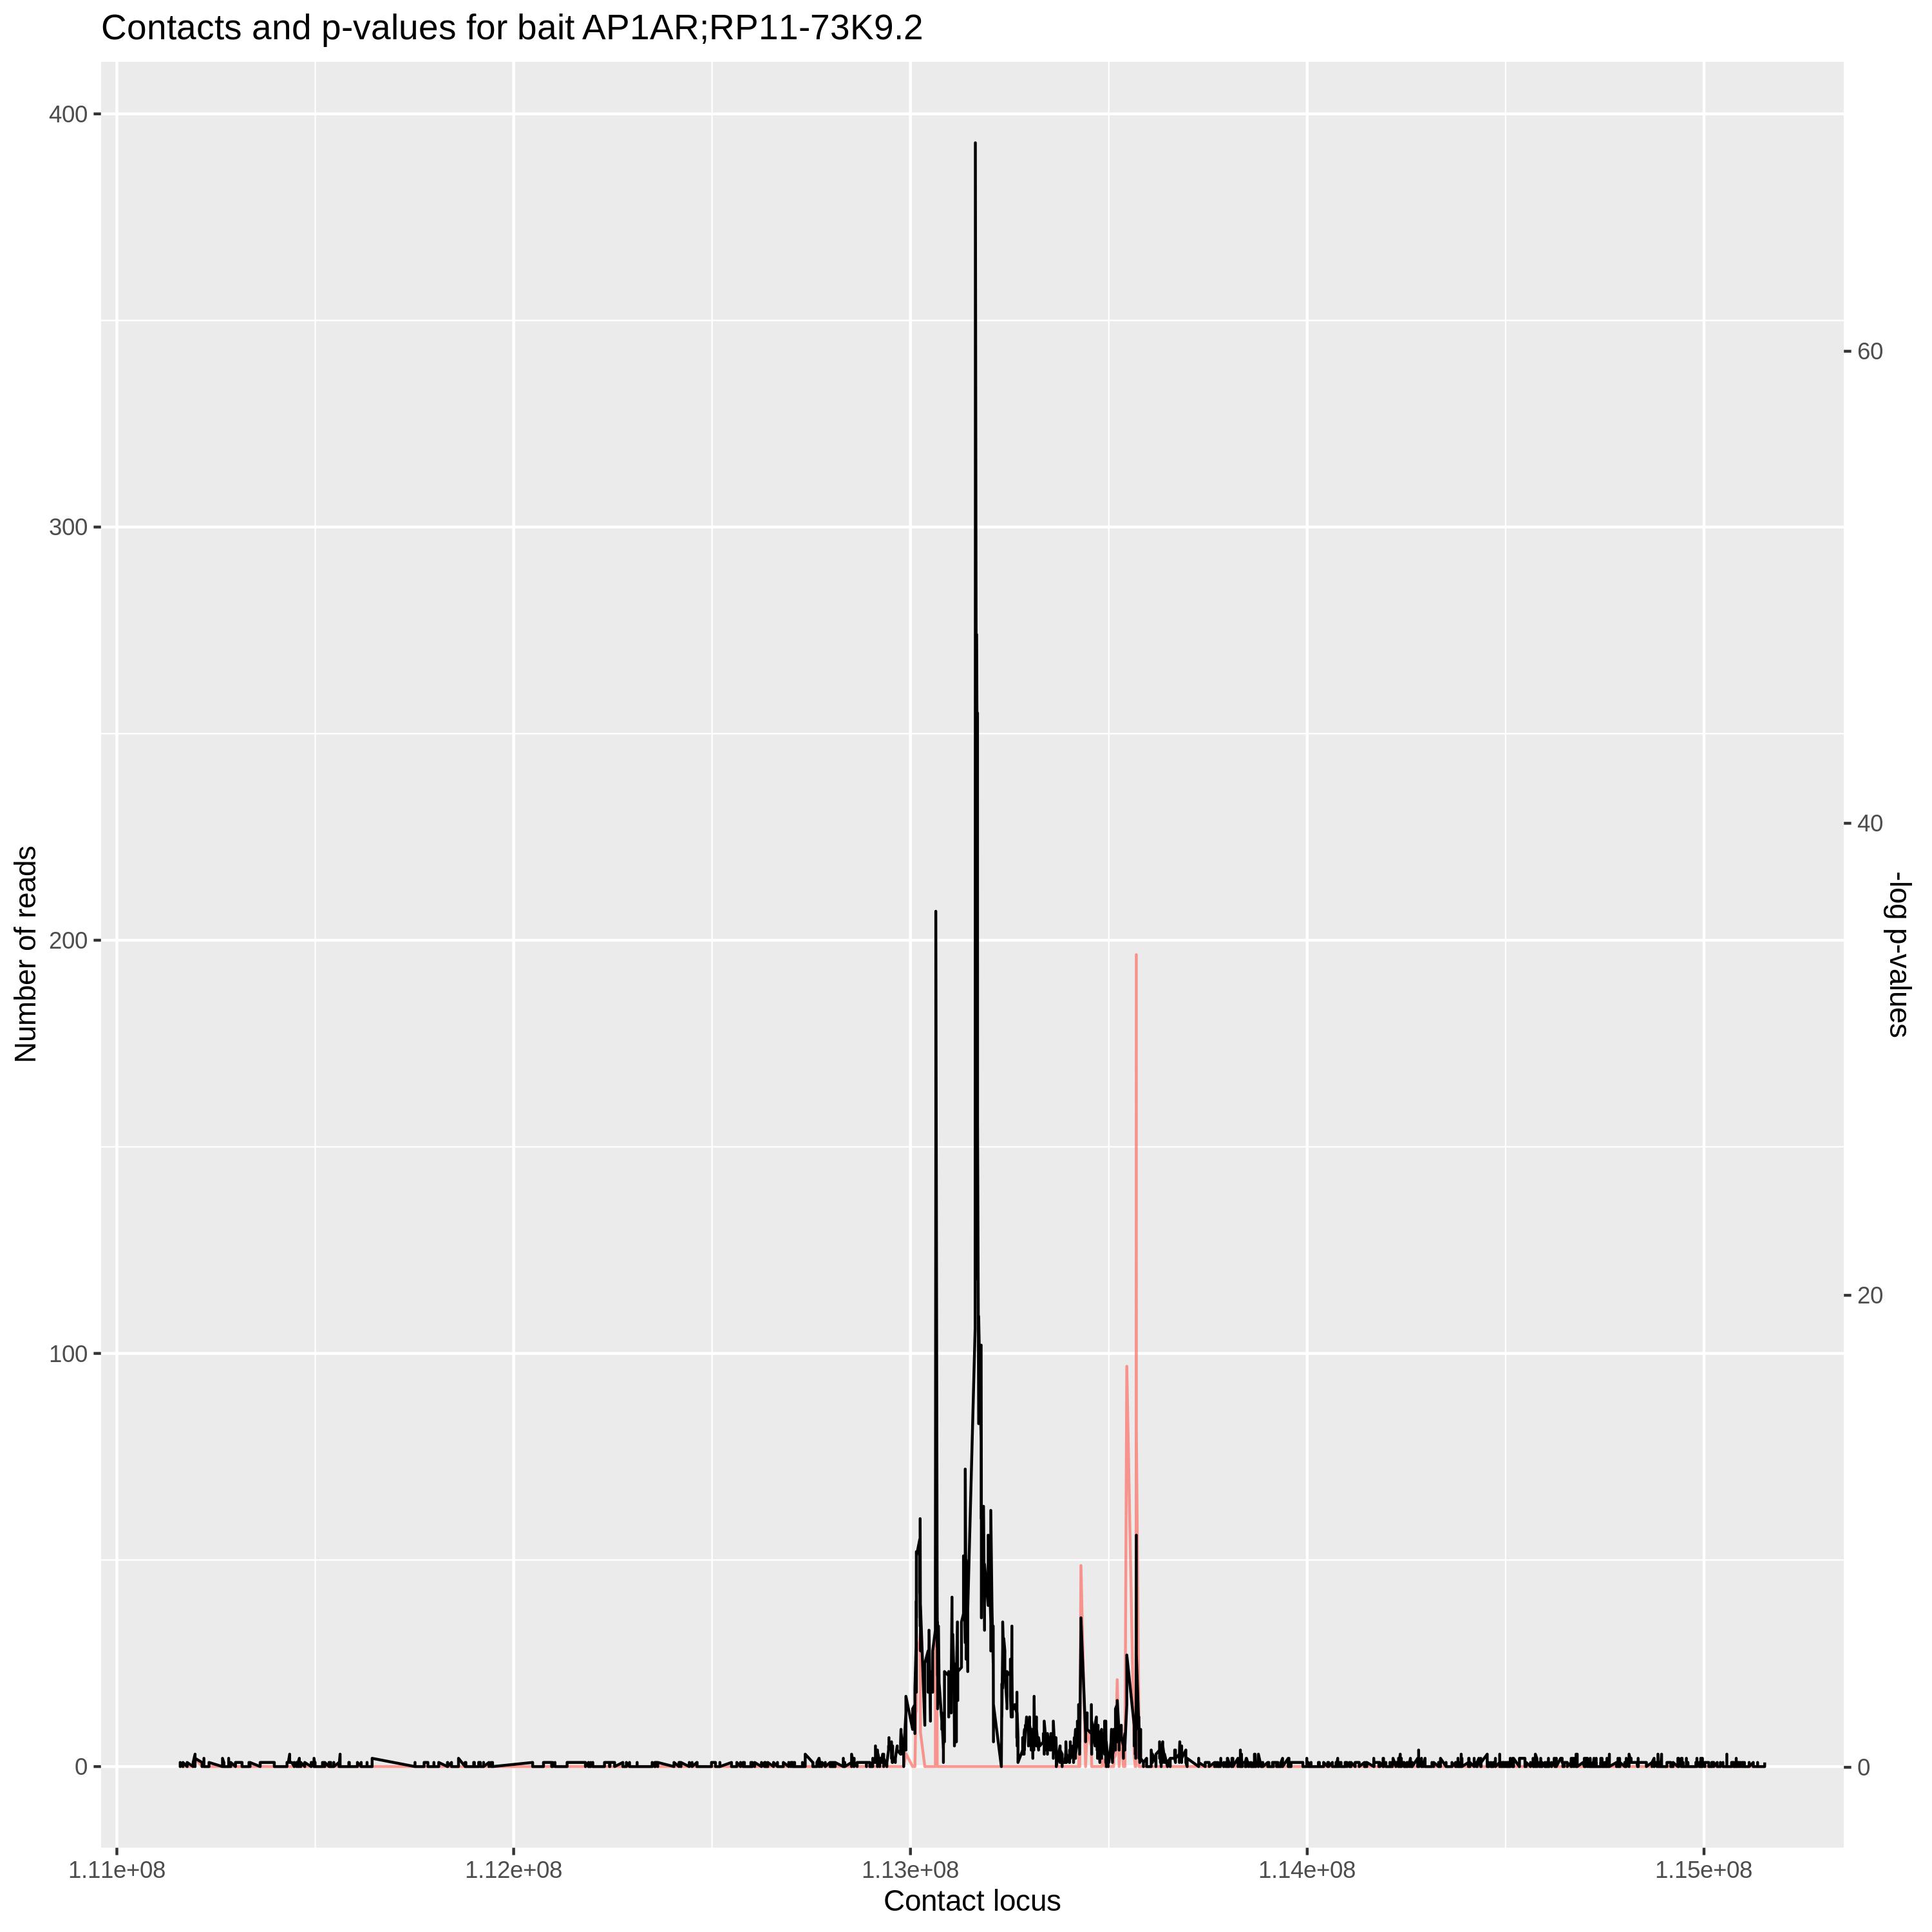 Contacts and p-values for bait AP1AR;RP11-73K9.2
400
300
200
100
0
60
40
20
0
Number of reads
-log p-values
1.11e+08
1.12e+08
1.13e+08
1.14e+08
1.15e+08
Contact locus